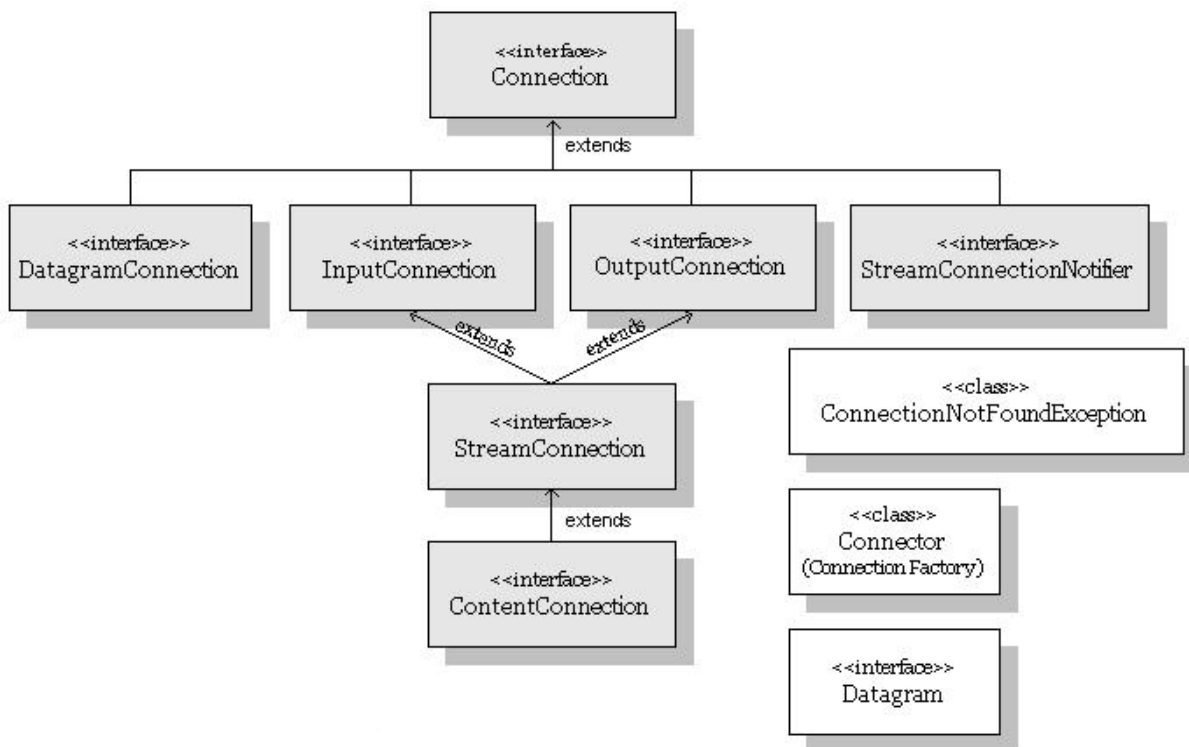 <<interface>>
Connection
extends
<<interface>>
DatagramConnection
<<interface>>
InputConnection
<<interface>>
OutputConnection
<<interface>>
StreamConnectionNotifier
extends
extends
<<interface>>
StreamConnection
<<class>>
ConnectionNotFoundException
extends
<<class>>
Connector
(Connection Factory)
<<interface>>
ContentConnection
<<interface>>
Datagram